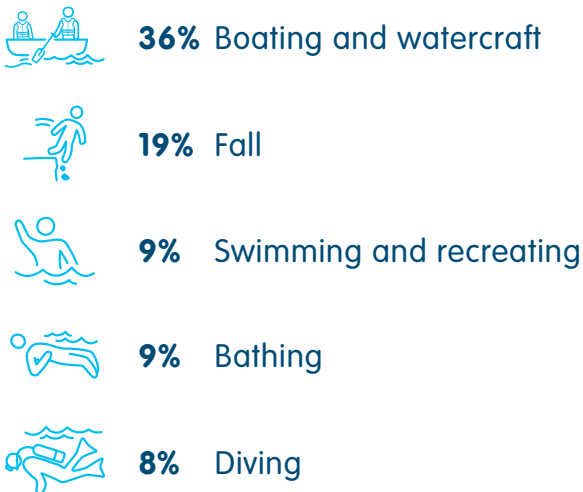 36% Boating and watercraft
19% Fall
9% Swimming and recreating
9% Bathing
8% Diving